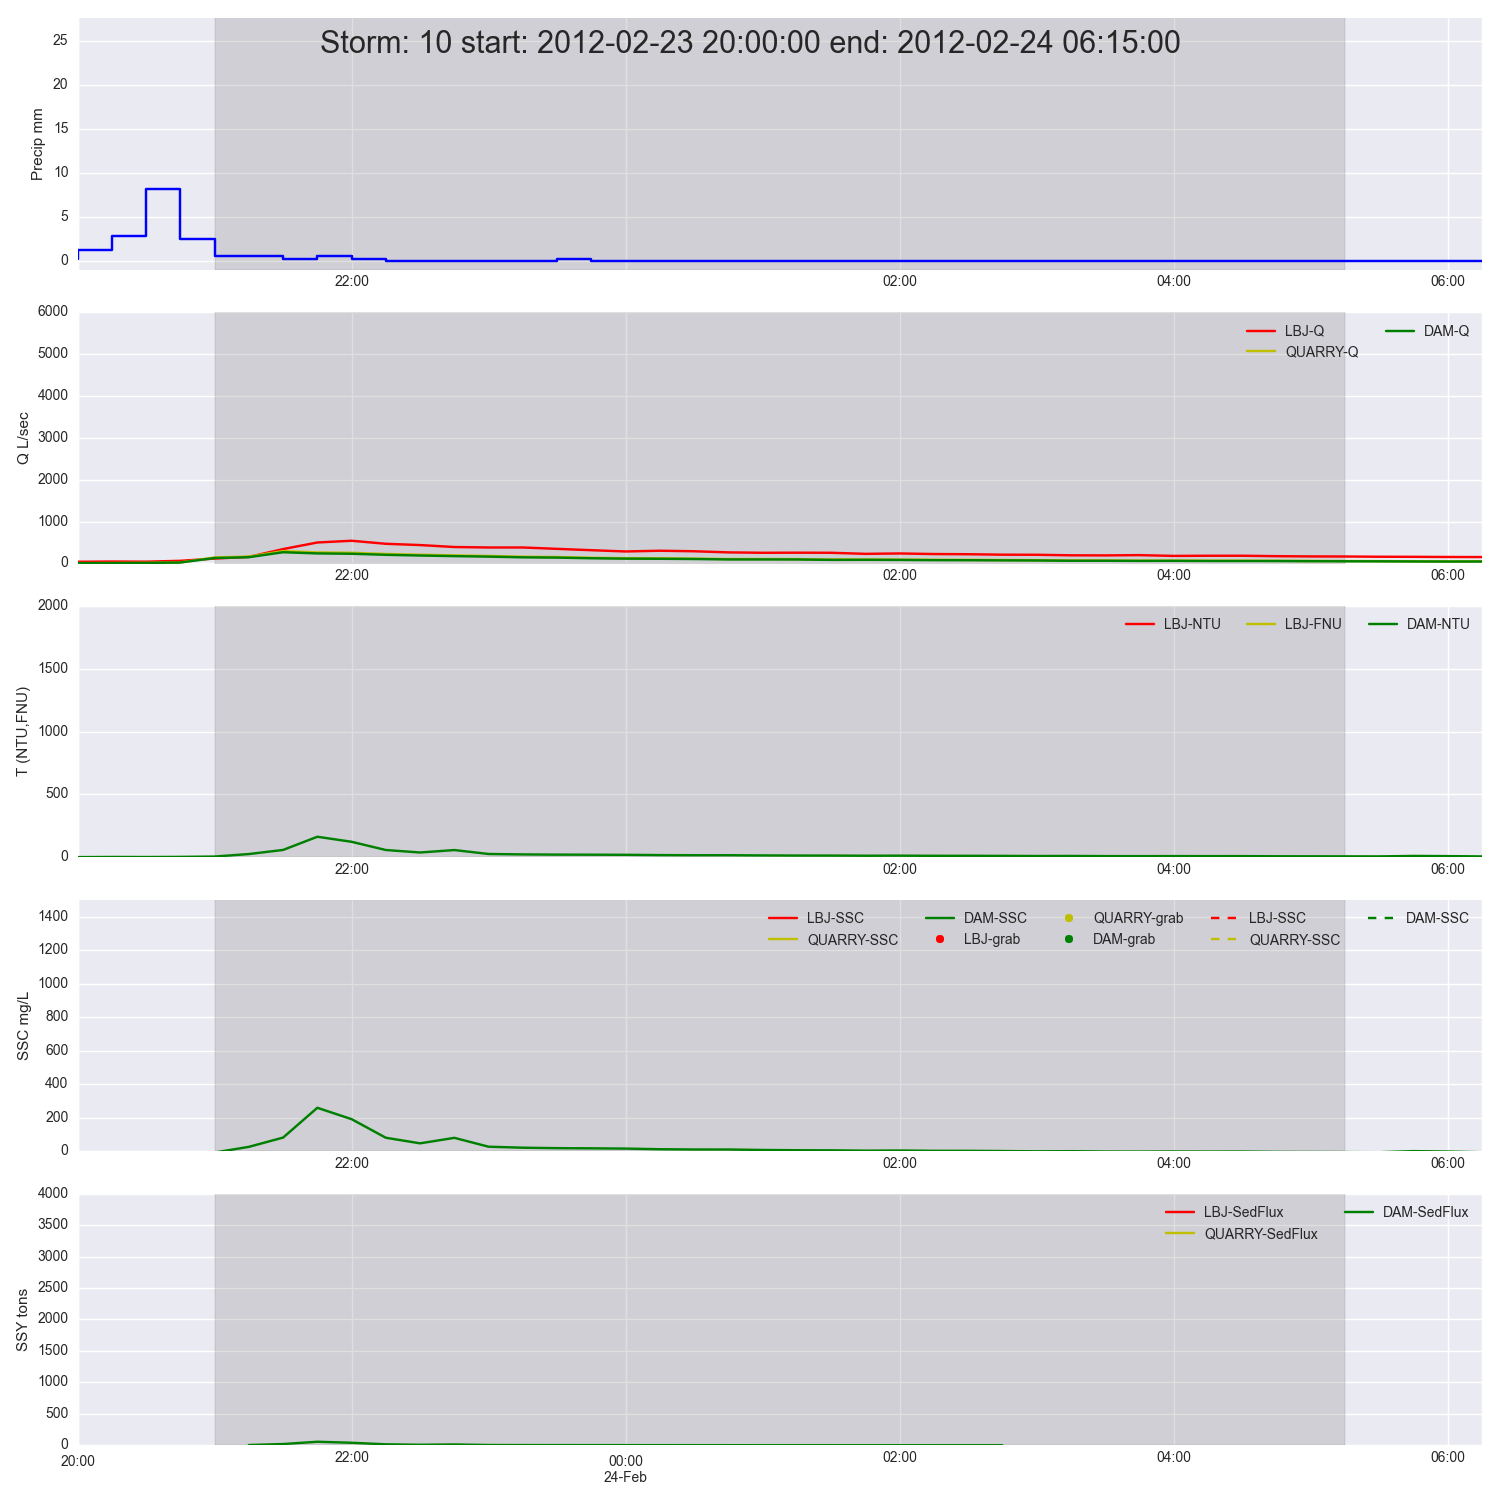 Storm: 10 start: 2012-02-23 20:00:00 end: 2012-02-24 06:15:00
Precip mm
25
20
15
10
5
0
22:00 02:00 04:00 06:00
Q L/sec
6000
5000
4000
3000
2000
1000
0
LBJ-Q DAM-Q
QUARRY-Q
22:00 02:00 04:00 06:00
T (NTU,FNU)
2000
1500
1000
500
0
LBJ-NTU LBJ-FNU DAM-NTU
22:00 02:00 04:00 06:00
SSC mg/L
1400
1200
1000
800
600
400
200
0
LBJ-SSC DAM-SSC QUARRY-grab LBJ-SSC DAM-SSC
QUARRY-SSC LBJ-grab DAM-grab QUARRY-SSC
22:00 02:00 04:00 06:00
SSY tons
4000
3500
3000
2500
2000
1500
1000
500
0
LBJ-SedFlux DAM-SedFlux
QUARRY-SedFlux
20:00 22:00 00:00 02:00 04:00 06:00
24-Feb